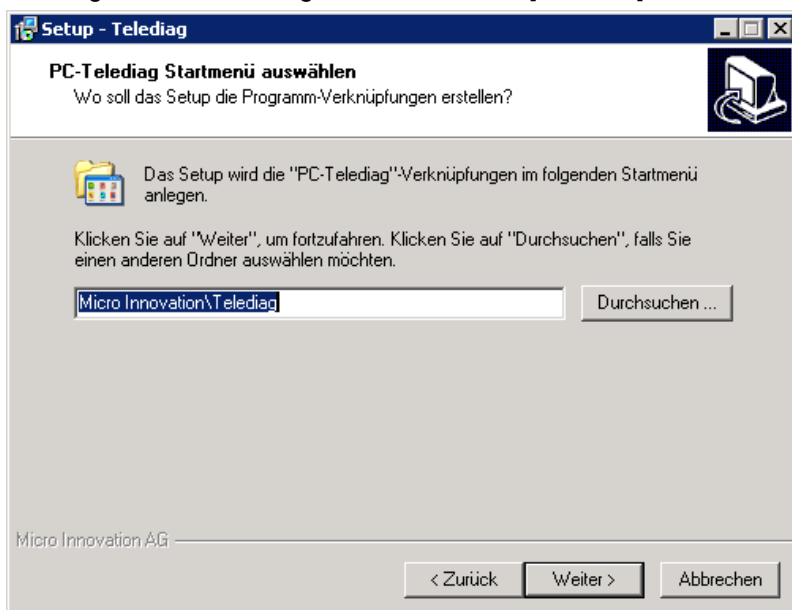 Setup - Telediag
PC-Telediag Startmenü auswählen
Wo soll das Setup die Programm-Verknüpfungen erstellen?
Das Setup wird die "PC-Telediag"-Verknüpfungen im folgenden Startmenü
anlegen.
Klicken Sie auf "Weiter", um fortzufahren. Klicken Sie auf "Durchsuchen", falls Sie
einen anderen Ordner auswählen möchten.
Micro Innovation\Telediag
Durchsuchen ...
Micro Innovation AG
< Zurück
Weiter >
Abbrechen